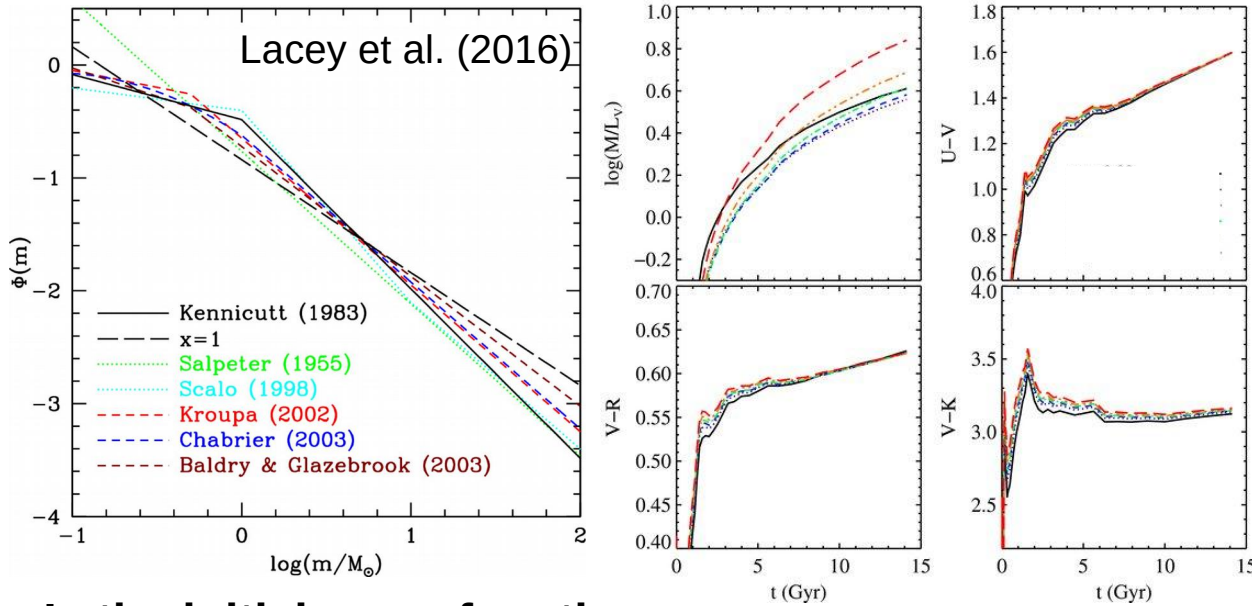 Lacey et al. (2016)
0
-1
-2
-3
-4
Φ(m)
Kennicutt (1983)
x=1
Salpeter (1955)
Scalo (1998)
Kroupa (2002)
Chabrier (2003)
Baldry & Glazebrook (2003)
-1
0
1
2
log(m/M☉)
1.0
0.8
0.6
0.4
0.2
0.0
−0.2
log(M/L_V)
1.8
1.6
1.4
1.2
1.0
0.8
0.6
U−V
0.70
0.65
0.60
0.55
0.50
0.45
0.40
V−R
0
5
10
15
t (Gyr)
4.0
3.5
3.0
2.5
V−K
0
5
10
15
t (Gyr)